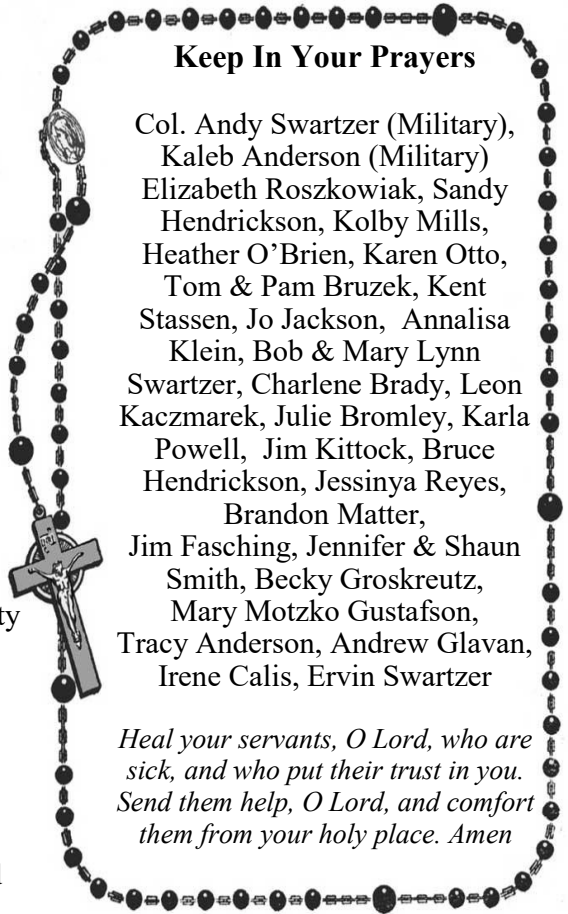 Keep In Your Prayers
Col. Andy Swartzer (Military),
Kaleb Anderson (Military)
Elizabeth Roszkowiak, Sandy
Hendrickson, Kolby Mills,
Heather O’Brien, Karen Otto,
Tom & Pam Bruzek, Kent
Stassen, Jo Jackson, Annalisa
Klein, Bob & Mary Lynn
Swartzer, Charlene Brady, Leon
Kaczmarek, Julie Bromley, Karla
Powell, Jim Kittock, Bruce
Hendrickson, Jessinya Reyes,
Brandon Matter,
Jim Fasching, Jennifer & Shaun
Smith, Becky Groskreutz,
Mary Motzko Gustafson,
Tracy Anderson, Andrew Glavan,
Irene Calis, Ervin Swartzer
Heal your servants, O Lord, who are
sick, and who put their trust in you.
Send them help, O Lord, and comfort
them from your holy place. Amen